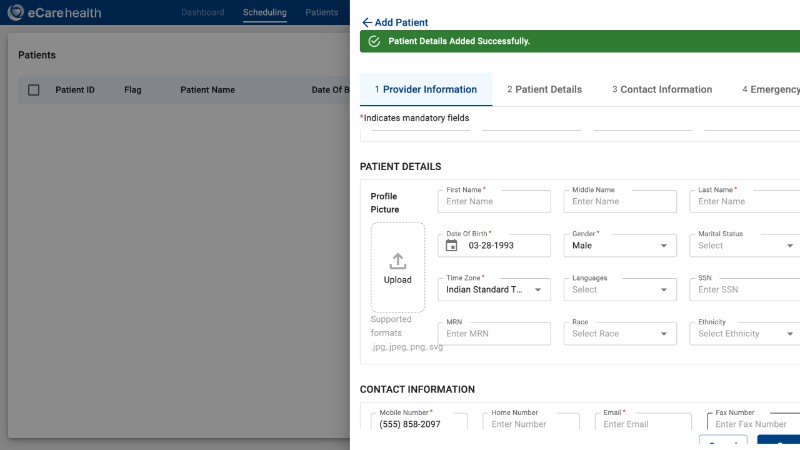 eCarehealth
Dashboard
Scheduling
Patients
Patients
Patient ID
Flag
Patient Name
Date Of B
Add Patient
Patient Details Added Successfully.
1 Provider Information
2 Patient Details
3 Contact Information
4 Emergency
*Indicates mandatory fields
PATIENT DETAILS
Profile
Picture
Upload
Supported
formats
.jpg,.jpeg,.png,.svg
First Name *
Enter Name
Middle Name
Enter Name
Last Name *
Enter Name
Date Of Birth *
03-28-1993
Gender *
Male
Marital Status
Select
Time Zone *
Indian Standard T...
Languages
Select
SSN
Enter SSN
MRN
Enter MRN
Race
Select Race
Ethnicity
Select Ethnicity
CONTACT INFORMATION
Mobile Number *
(555) 858-2097
Home Number
Enter Number
Email *
Enter Email
Fax Number
Enter Fax Number